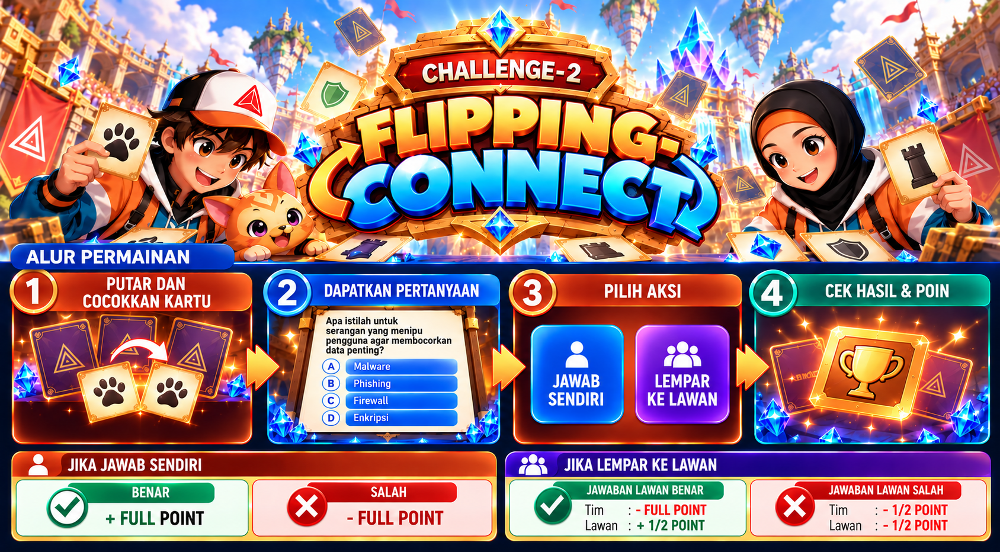 CHALLENGE-2
FLIPPING-
CONNECT
ALUR PERMAINAN
1
PUTAR DAN
COCOKKAN KARTU
2
DAPATKAN PERTANYAAN
Apa istilah untuk
serangan yang menipu
pengguna agar membocorkan
data penting?
A Malware
B Phishing
C Firewall
D Enkripsi
3
PILIH AKSI
JAWAB
SENDIRI
LEMPAR
KE LAWAN
4
CEK HASIL & POIN
JIKA JAWAB SENDIRI
BENAR
+ FULL POINT
SALAH
- FULL POINT
JIKA LEMPAR KE LAWAN
JAWABAN LAWAN BENAR
Tim : - FULL POINT
Lawan : + 1/2 POINT
JAWABAN LAWAN SALAH
Tim : - 1/2 POINT
Lawan : - 1/2 POINT